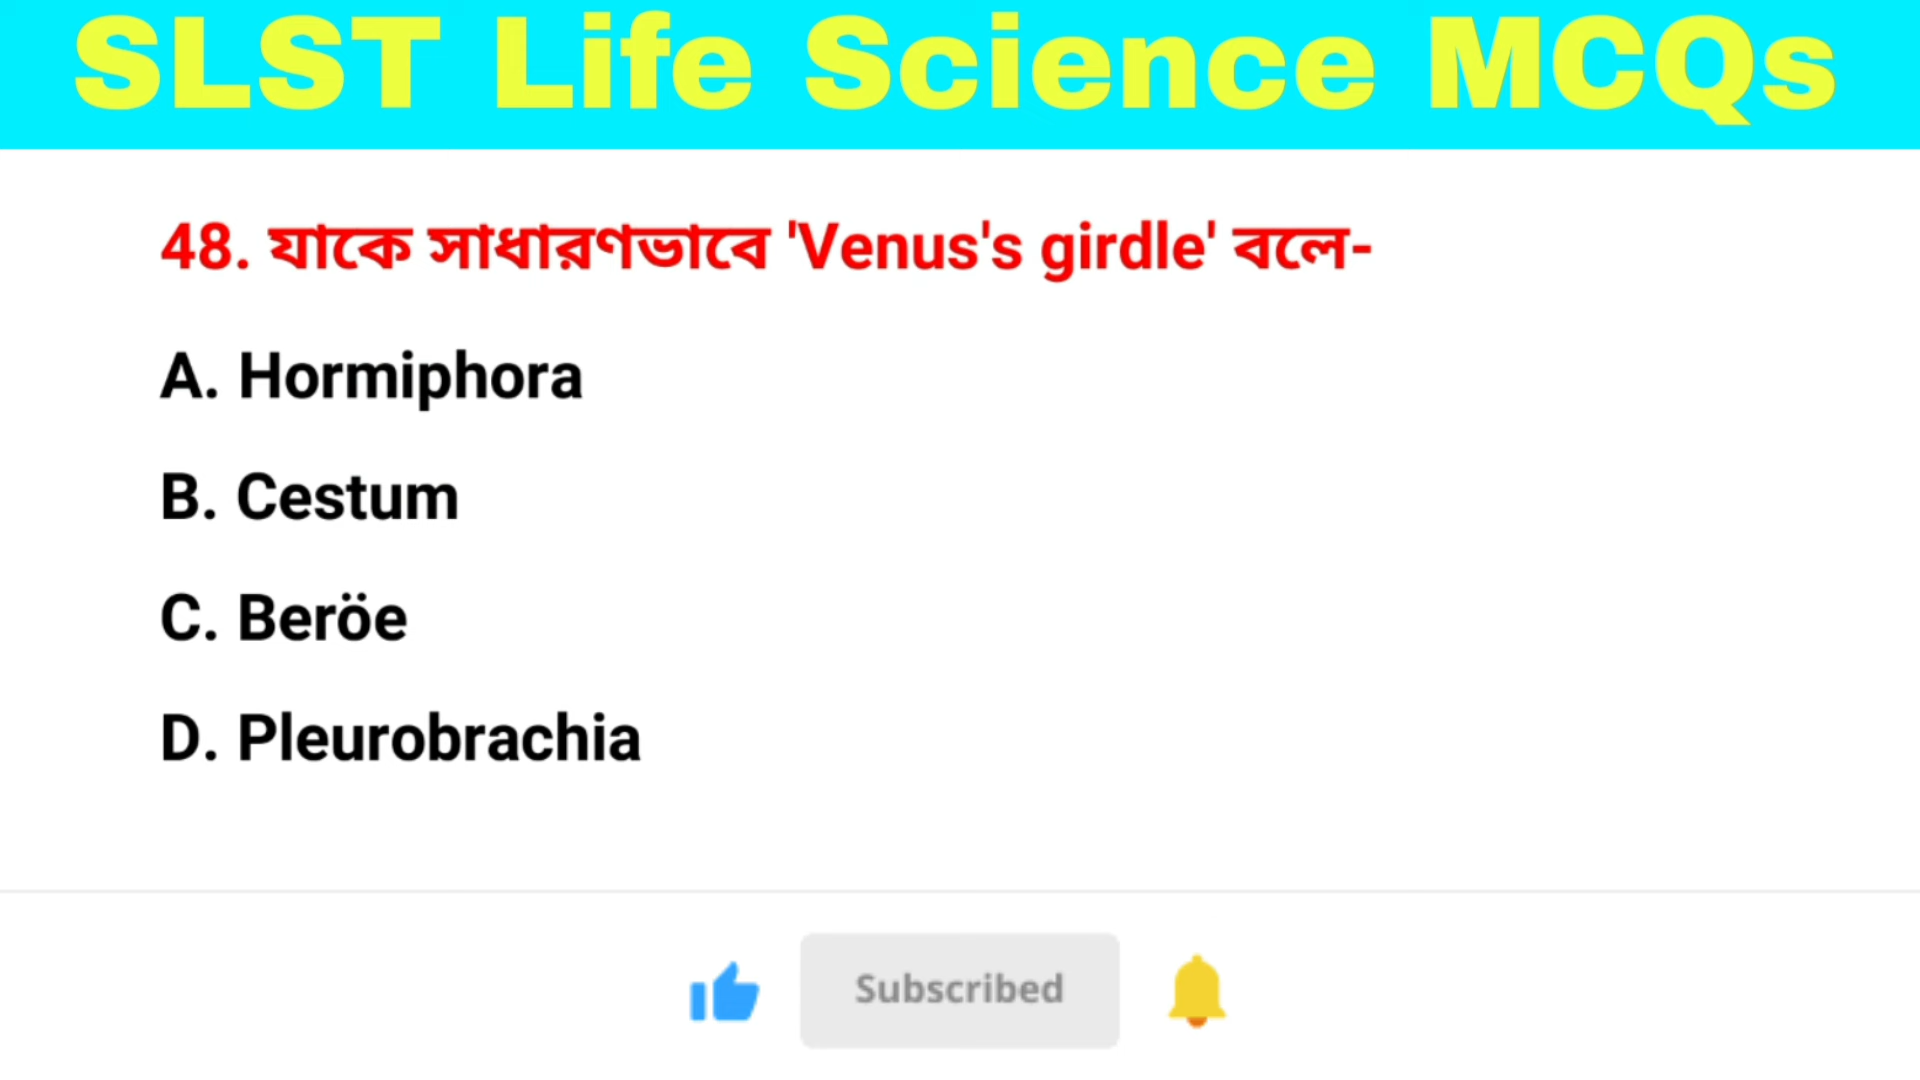 SLST Life Science MCQs
48. যাকে সাধারণভাবে 'Venus's girdle' বলে-
A. Hormiphora
B. Cestum
C. Beröe
D. Pleurobrachia
Subscribed